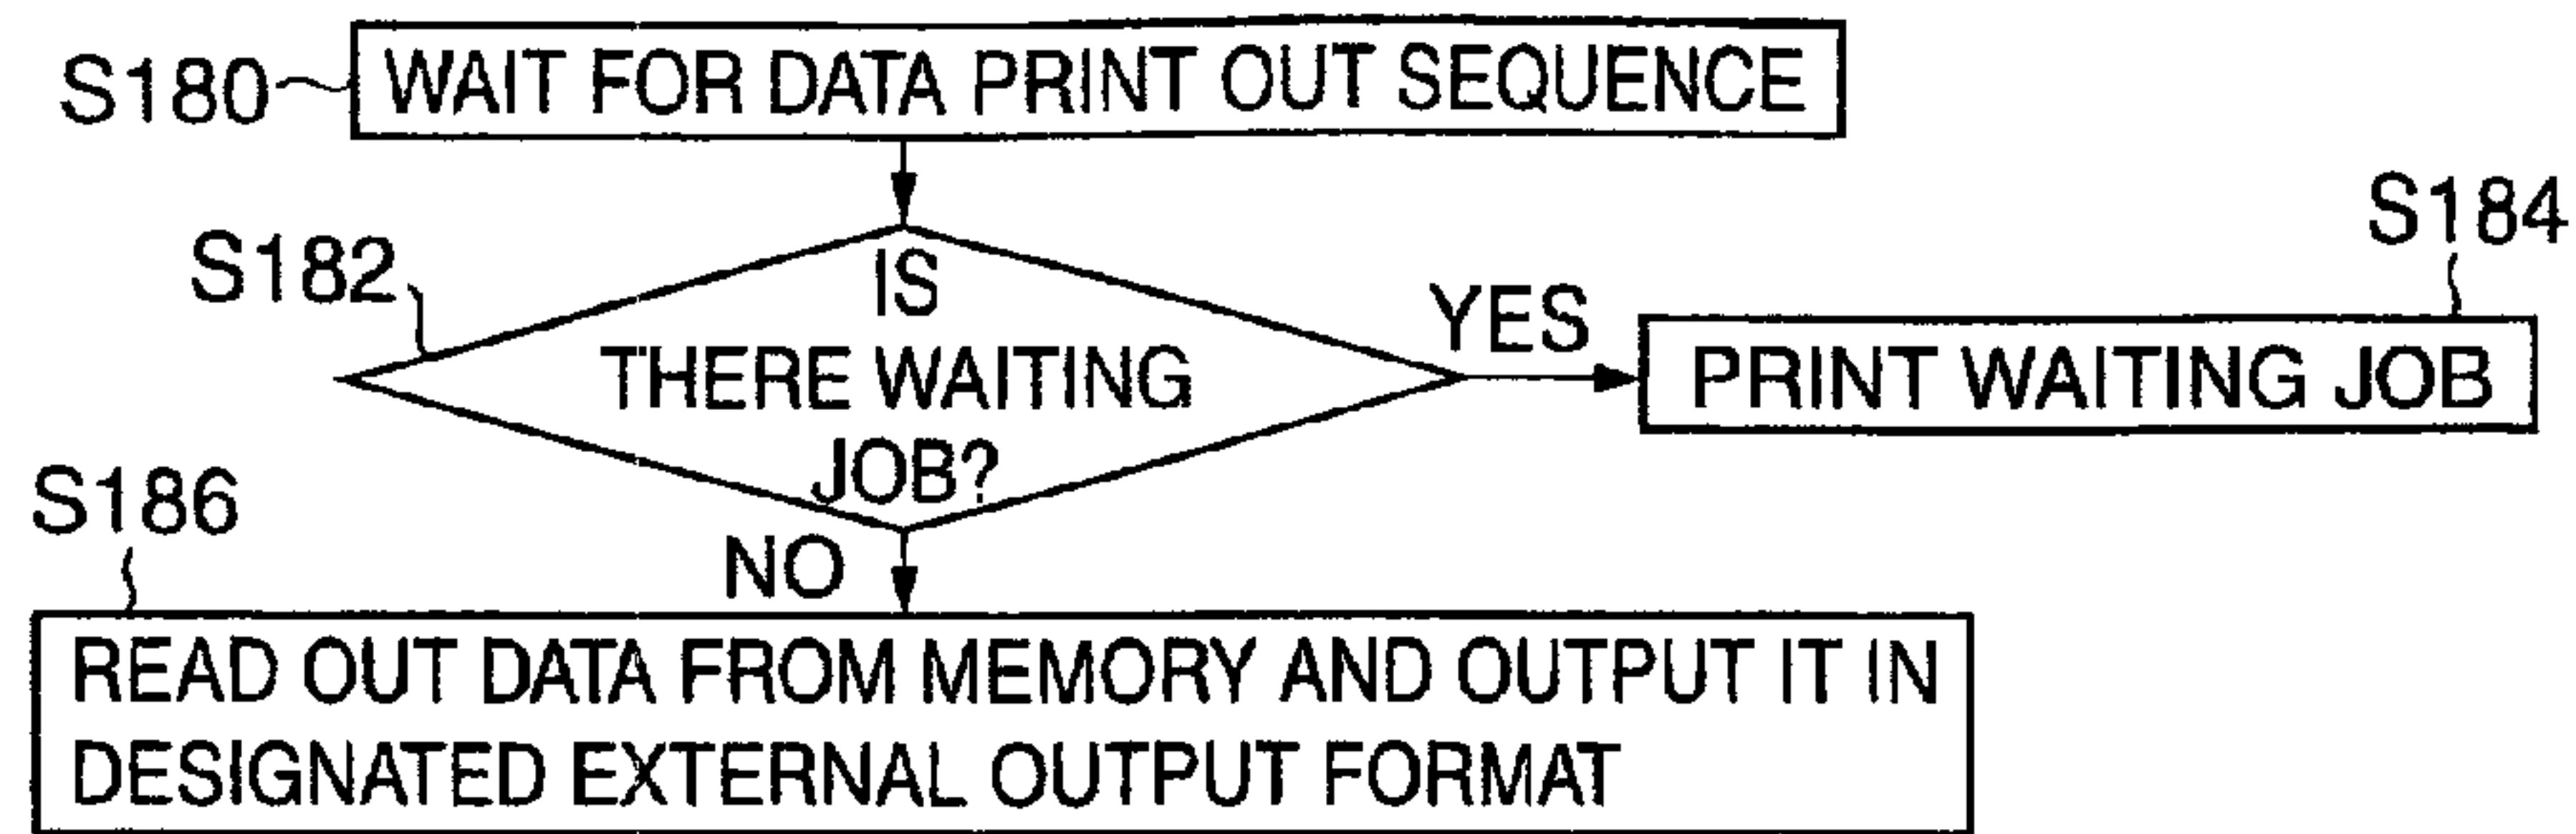 S180 WAIT FOR DATA PRINT OUT SEQUENCE
S184
S182
IS
THERE WAITING
JOB?
YES
PRINT WAITING JOB
NO
S186
READ OUT DATA FROM MEMORY AND OUTPUT IT IN
DESIGNATED EXTERNAL OUTPUT FORMAT